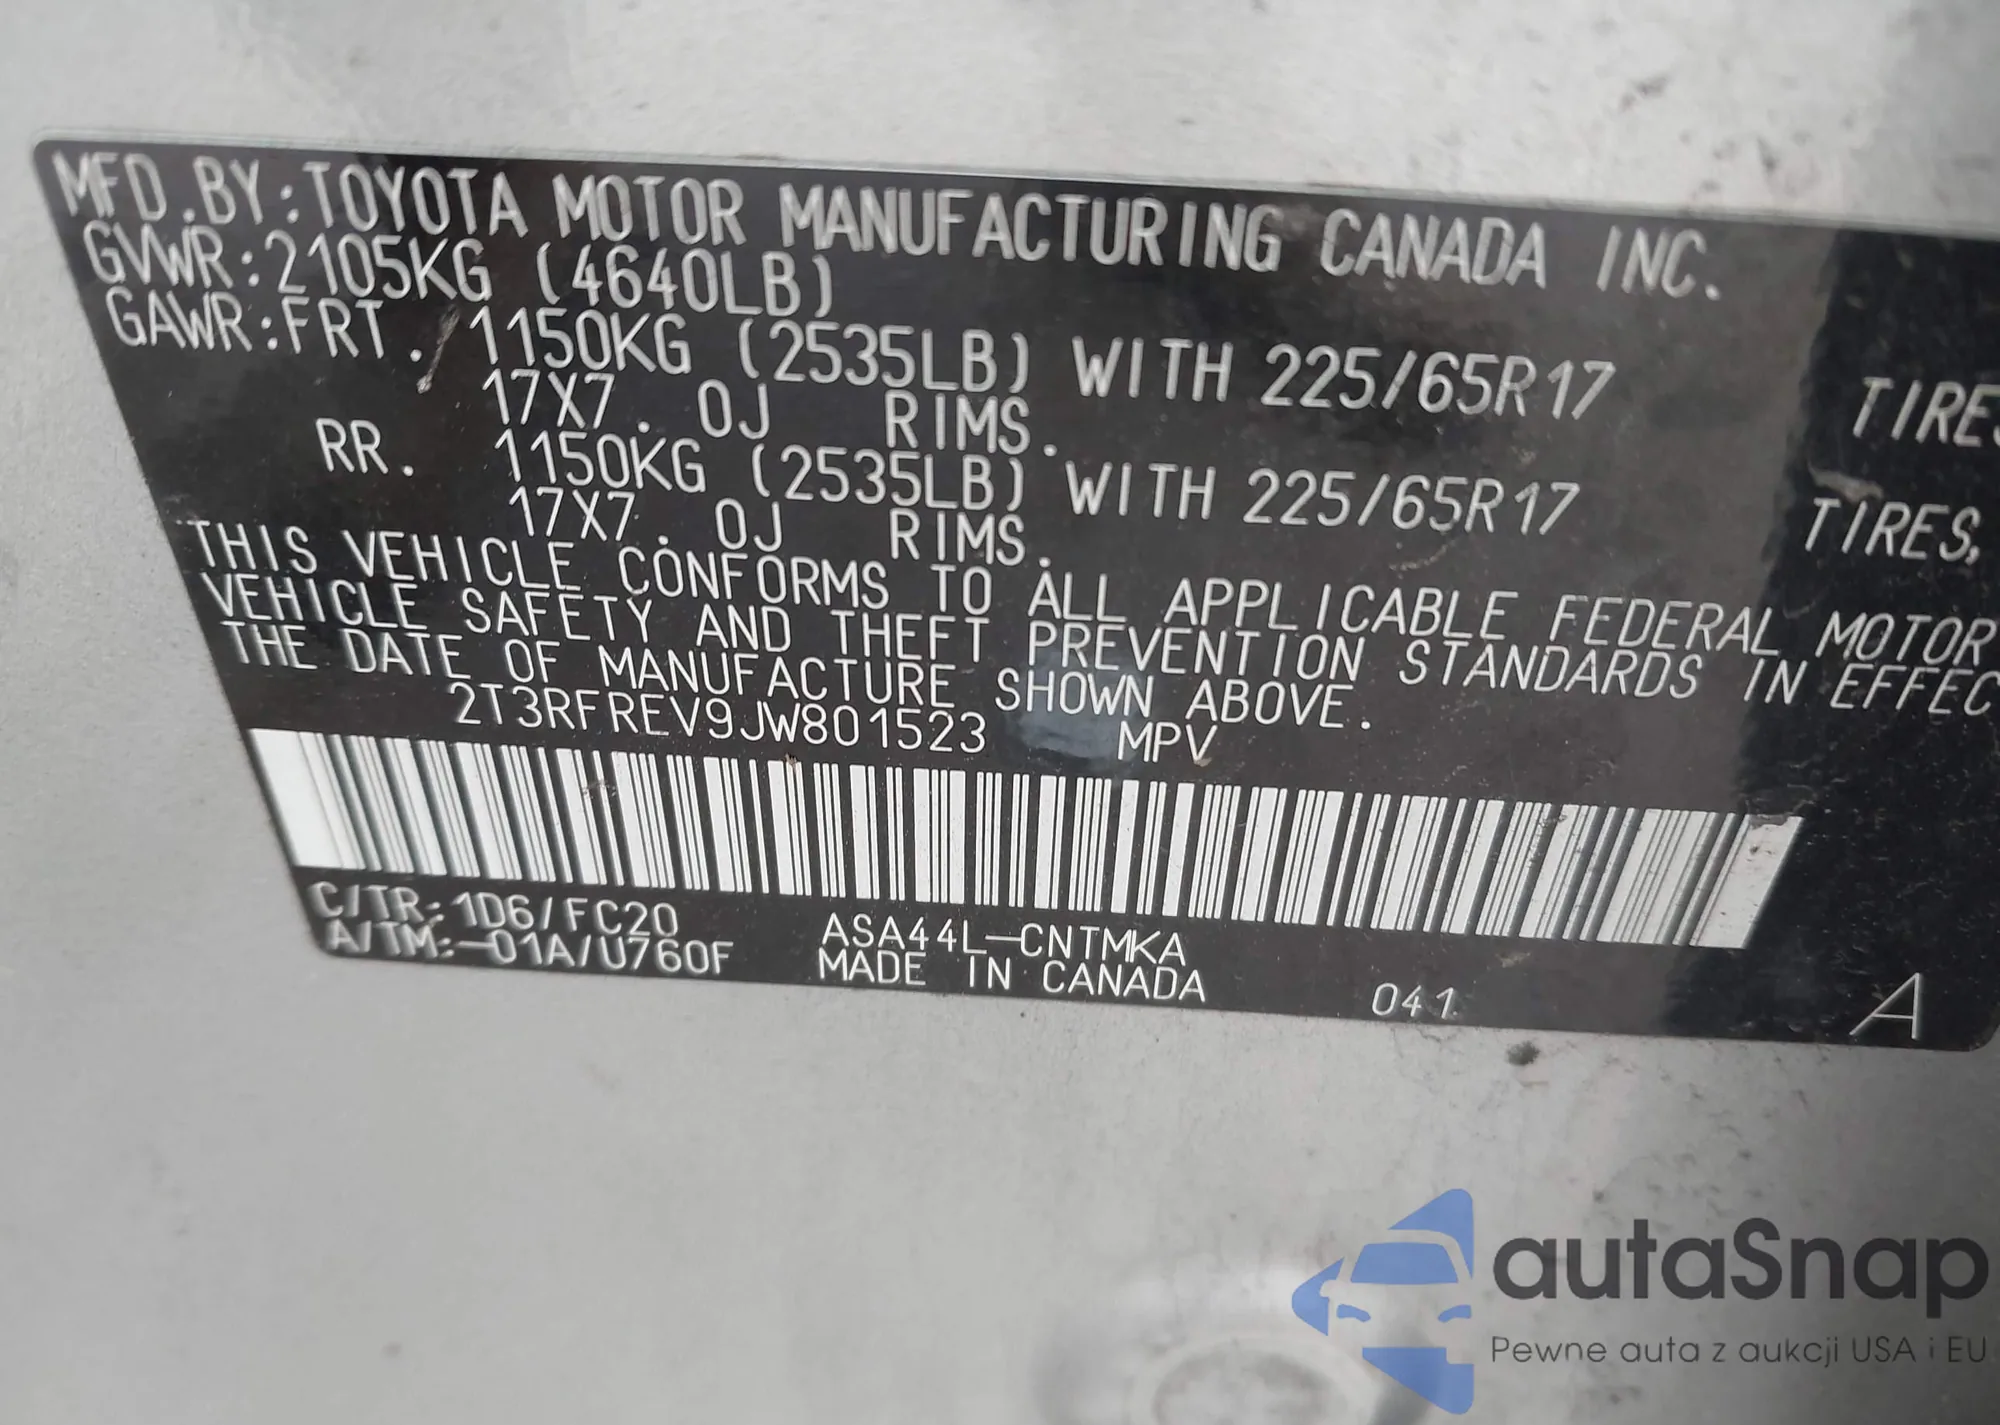 MFD.BY:TOYOTA MOTOR MANUFACTURING CANADA INC.
GVWR:2105KG (4640LB)
GAWR:FRT. 1150KG (2535LB) WITH 225/65R17 TIRES
17X7.0J RIMS.
RR. 1150KG (2535LB) WITH 225/65R17 TIRES,
17X7.0J RIMS.
THIS VEHICLE CONFORMS TO ALL APPLICABLE FEDERAL MOTOR
VEHICLE SAFETY AND THEFT PREVENTION STANDARDS IN EFFEC
THE DATE OF MANUFACTURE SHOWN ABOVE.
2T3RFREV9JW801523 MPV
C/TR:1D6/FC20 ASA44L-CNTMKA
A/TM:-01A/U760F MADE IN CANADA
041 A
autaSnap
Pewne auta z aukcji USA i EU